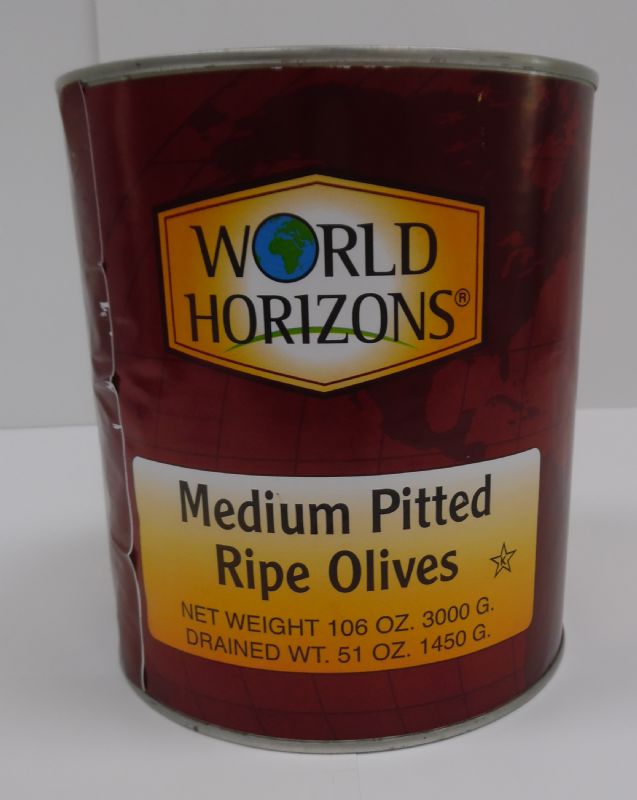 WORLD
HORIZONS®
Medium Pitted
Ripe Olives
K
NET WEIGHT 106 OZ. 3000 G.
DRAINED WT. 51 OZ. 1450 G.